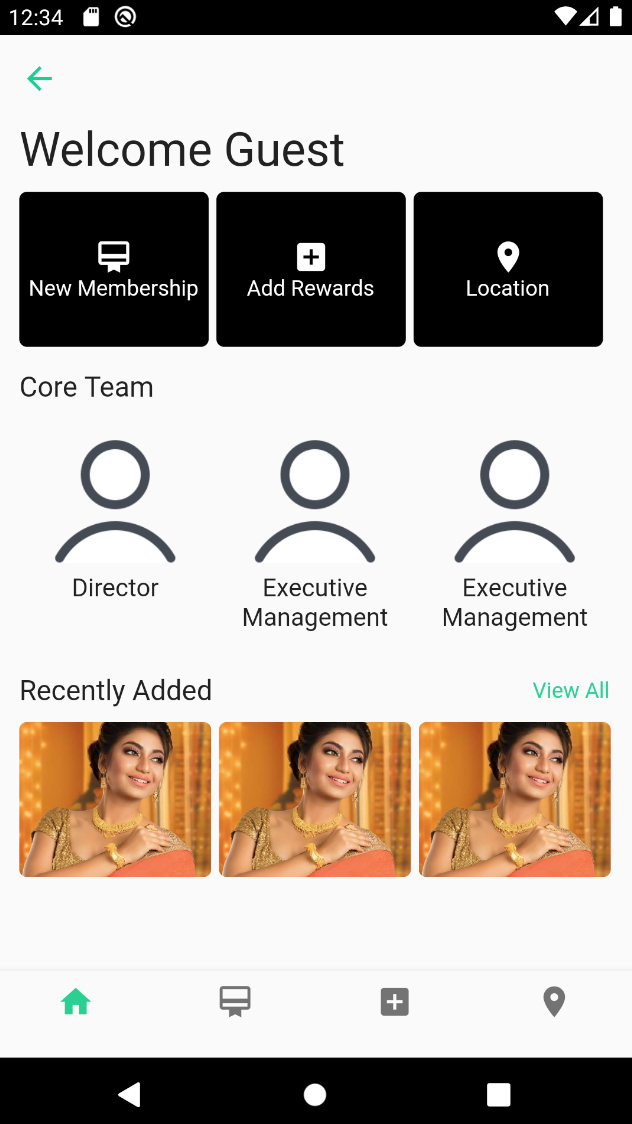 12:34
Welcome Guest
New Membership
Add Rewards
Location
Core Team
Director
Executive
Management
Executive
Management
Recently Added
View All